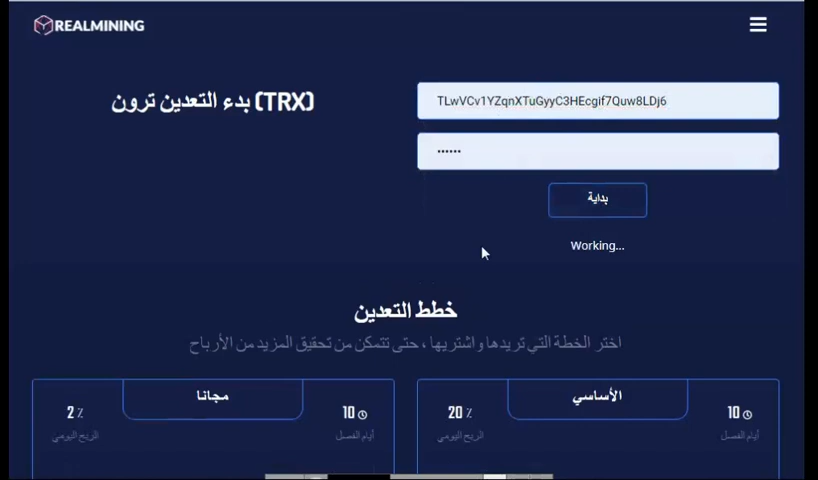 REALMINING
بدء التعدين ترون (TRX)
TLwVCv1YZqnXTuGyyC3HEcgif7Quw8LDj6
••••••
بداية
Working...
خطط التعدين
اختر الخطة التي تريدها واشتريها ، حتى تتمكن من تحقيق المزيد من الأرباح
الأساسي
10
أيام الفصل
20 ٪
الربح اليومي
مجانا
10
أيام الفصل
2 ٪
الربح اليومي